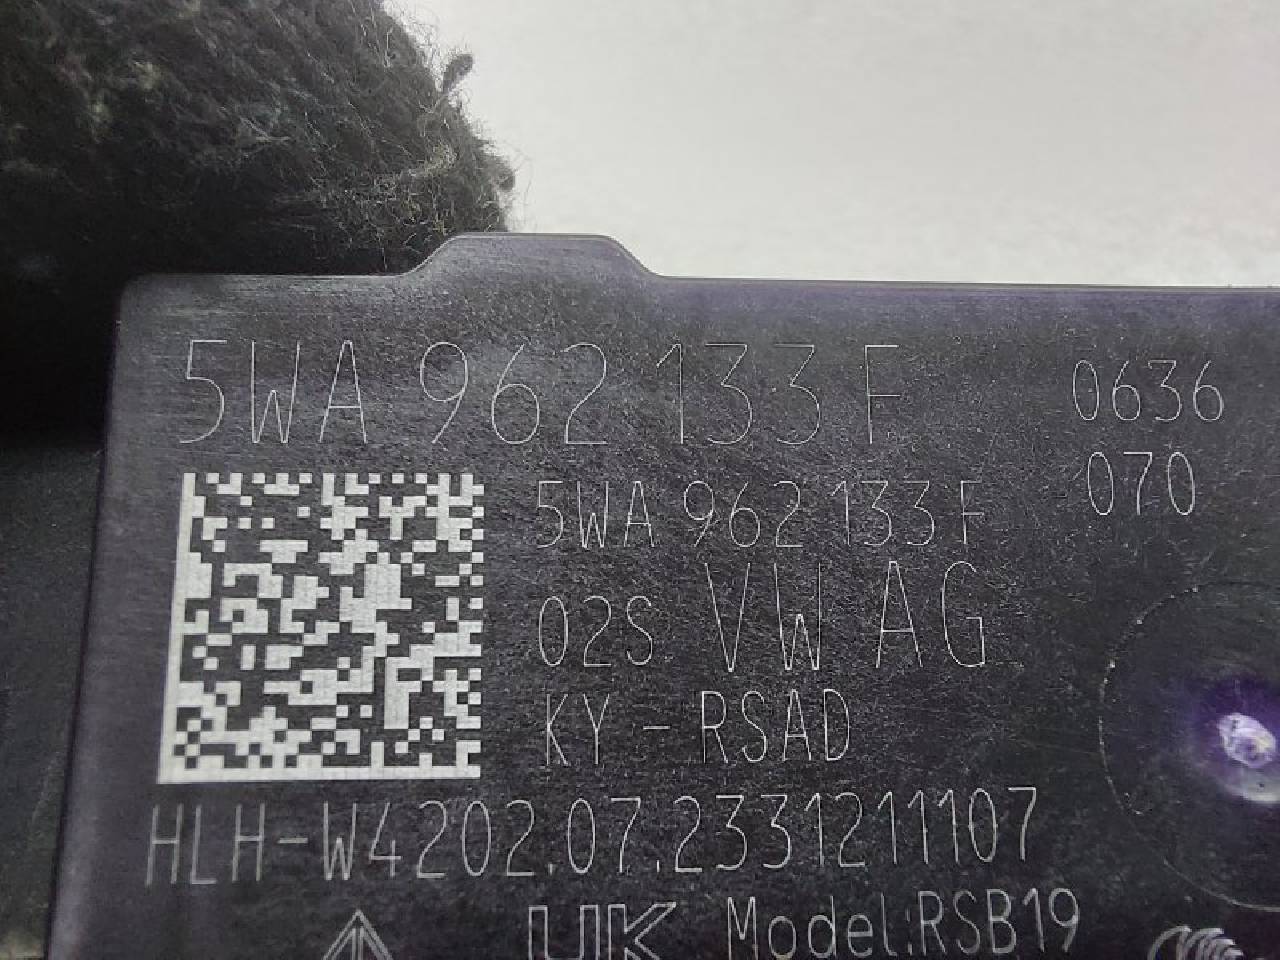 5WA 962 133 F 0636
070
5WA 962 133 F
02S VW AG
KY - RSAD
HLH-W4202.07.2331211107
UK Model:RSB19